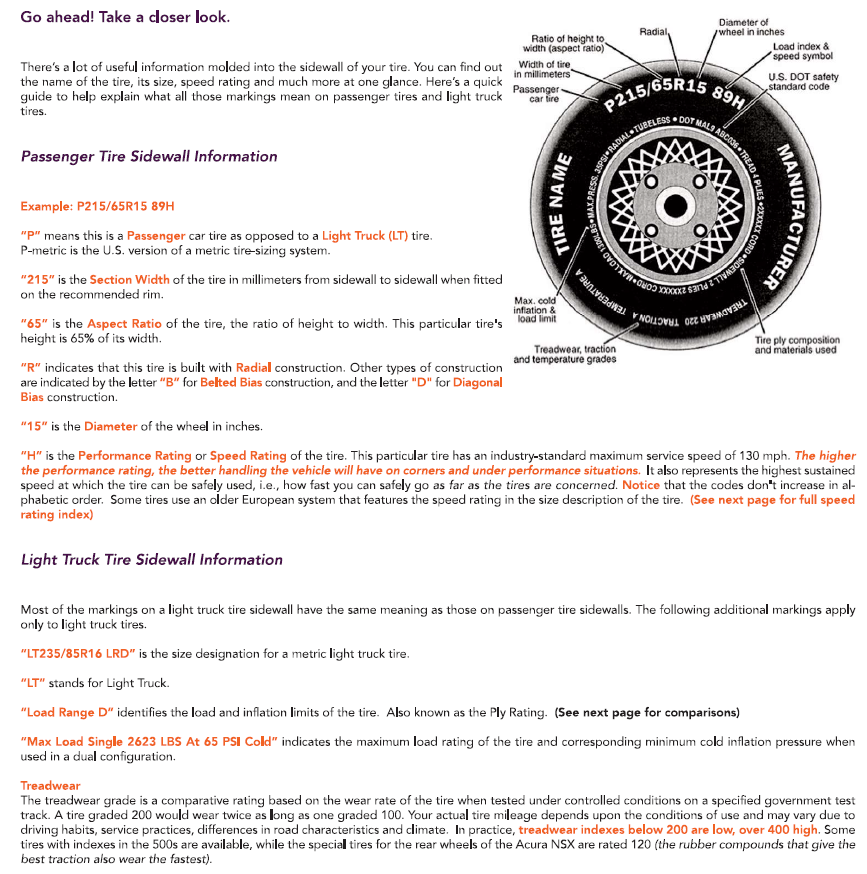 Go ahead! Take a closer look.
There's a lot of useful information molded into the sidewall of your tire. You can find out
the name of the tire, its size, speed rating and much more at one glance. Here's a quick
guide to help explain what all those markings mean on passenger tires and light truck
tires.
Ratio of height to
width (aspect ratio)
Radial
Diameter of
wheel in inches
Load index &
speed symbol
Width of tire
in millimeters
U.S. DOT safety
standard code
Passenger
car tire
P215/65R15 89H
TIRE NAME
MANUFACTURER
MAX LOAD 1300LBS • MAX.PRESS. 35PSI • RADIAL • TUBELESS • DOT MAL9 ABC036 • TREAD 4 PLIES • 2XXXXX CORD • SIDEWALL 2 PLIES 2XXXXX CORD •
TREADWEAR 220 TRACTION A TEMPERATURE A
Max. cold
inflation &
load limit
Treadwear, traction
and temperature grades
Tire ply composition
and materials used
Passenger Tire Sidewall Information
Example: P215/65R15 89H
"P" means this is a Passenger car tire as opposed to a Light Truck (LT) tire.
P-metric is the U.S. version of a metric tire-sizing system.
"215" is the Section Width of the tire in millimeters from sidewall to sidewall when fitted
on the recommended rim.
"65" is the Aspect Ratio of the tire, the ratio of height to width. This particular tire's
height is 65% of its width.
"R" indicates that this tire is built with Radial construction. Other types of construction
are indicated by the letter "B" for Belted Bias construction, and the letter "D" for Diagonal
Bias construction.
"15" is the Diameter of the wheel in inches.
"H" is the Performance Rating or Speed Rating of the tire. This particular tire has an industry-standard maximum service speed of 130 mph. The higher
the performance rating, the better handling the vehicle will have on corners and under performance situations. It also represents the highest sustained
speed at which the tire can be safely used, i.e., how fast you can safely go as far as the tires are concerned. Notice that the codes don't increase in al-
phabetic order. Some tires use an older European system that features the speed rating in the size description of the tire. (See next page for full speed
rating index)
Light Truck Tire Sidewall Information
Most of the markings on a light truck tire sidewall have the same meaning as those on passenger tire sidewalls. The following additional markings apply
only to light truck tires.
"LT235/85R16 LRD" is the size designation for a metric light truck tire.
"LT" stands for Light Truck.
"Load Range D" identifies the load and inflation limits of the tire. Also known as the Ply Rating. (See next page for comparisons)
"Max Load Single 2623 LBS At 65 PSI Cold" indicates the maximum load rating of the tire and corresponding minimum cold inflation pressure when
used in a dual configuration.
Treadwear
The treadwear grade is a comparative rating based on the wear rate of the tire when tested under controlled conditions on a specified government test
track. A tire graded 200 would wear twice as long as one graded 100. Your actual tire mileage depends upon the conditions of use and may vary due to
driving habits, service practices, differences in road characteristics and climate. In practice, treadwear indexes below 200 are low, over 400 high. Some
tires with indexes in the 500s are available, while the special tires for the rear wheels of the Acura NSX are rated 120 (the rubber compounds that give the
best traction also wear the fastest).